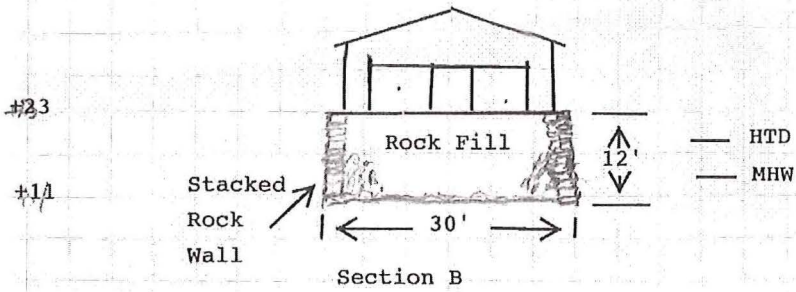 +23
Rock Fill
HTD
12'
MHW
+11
Stacked
Rock
Wall
30'
Section B